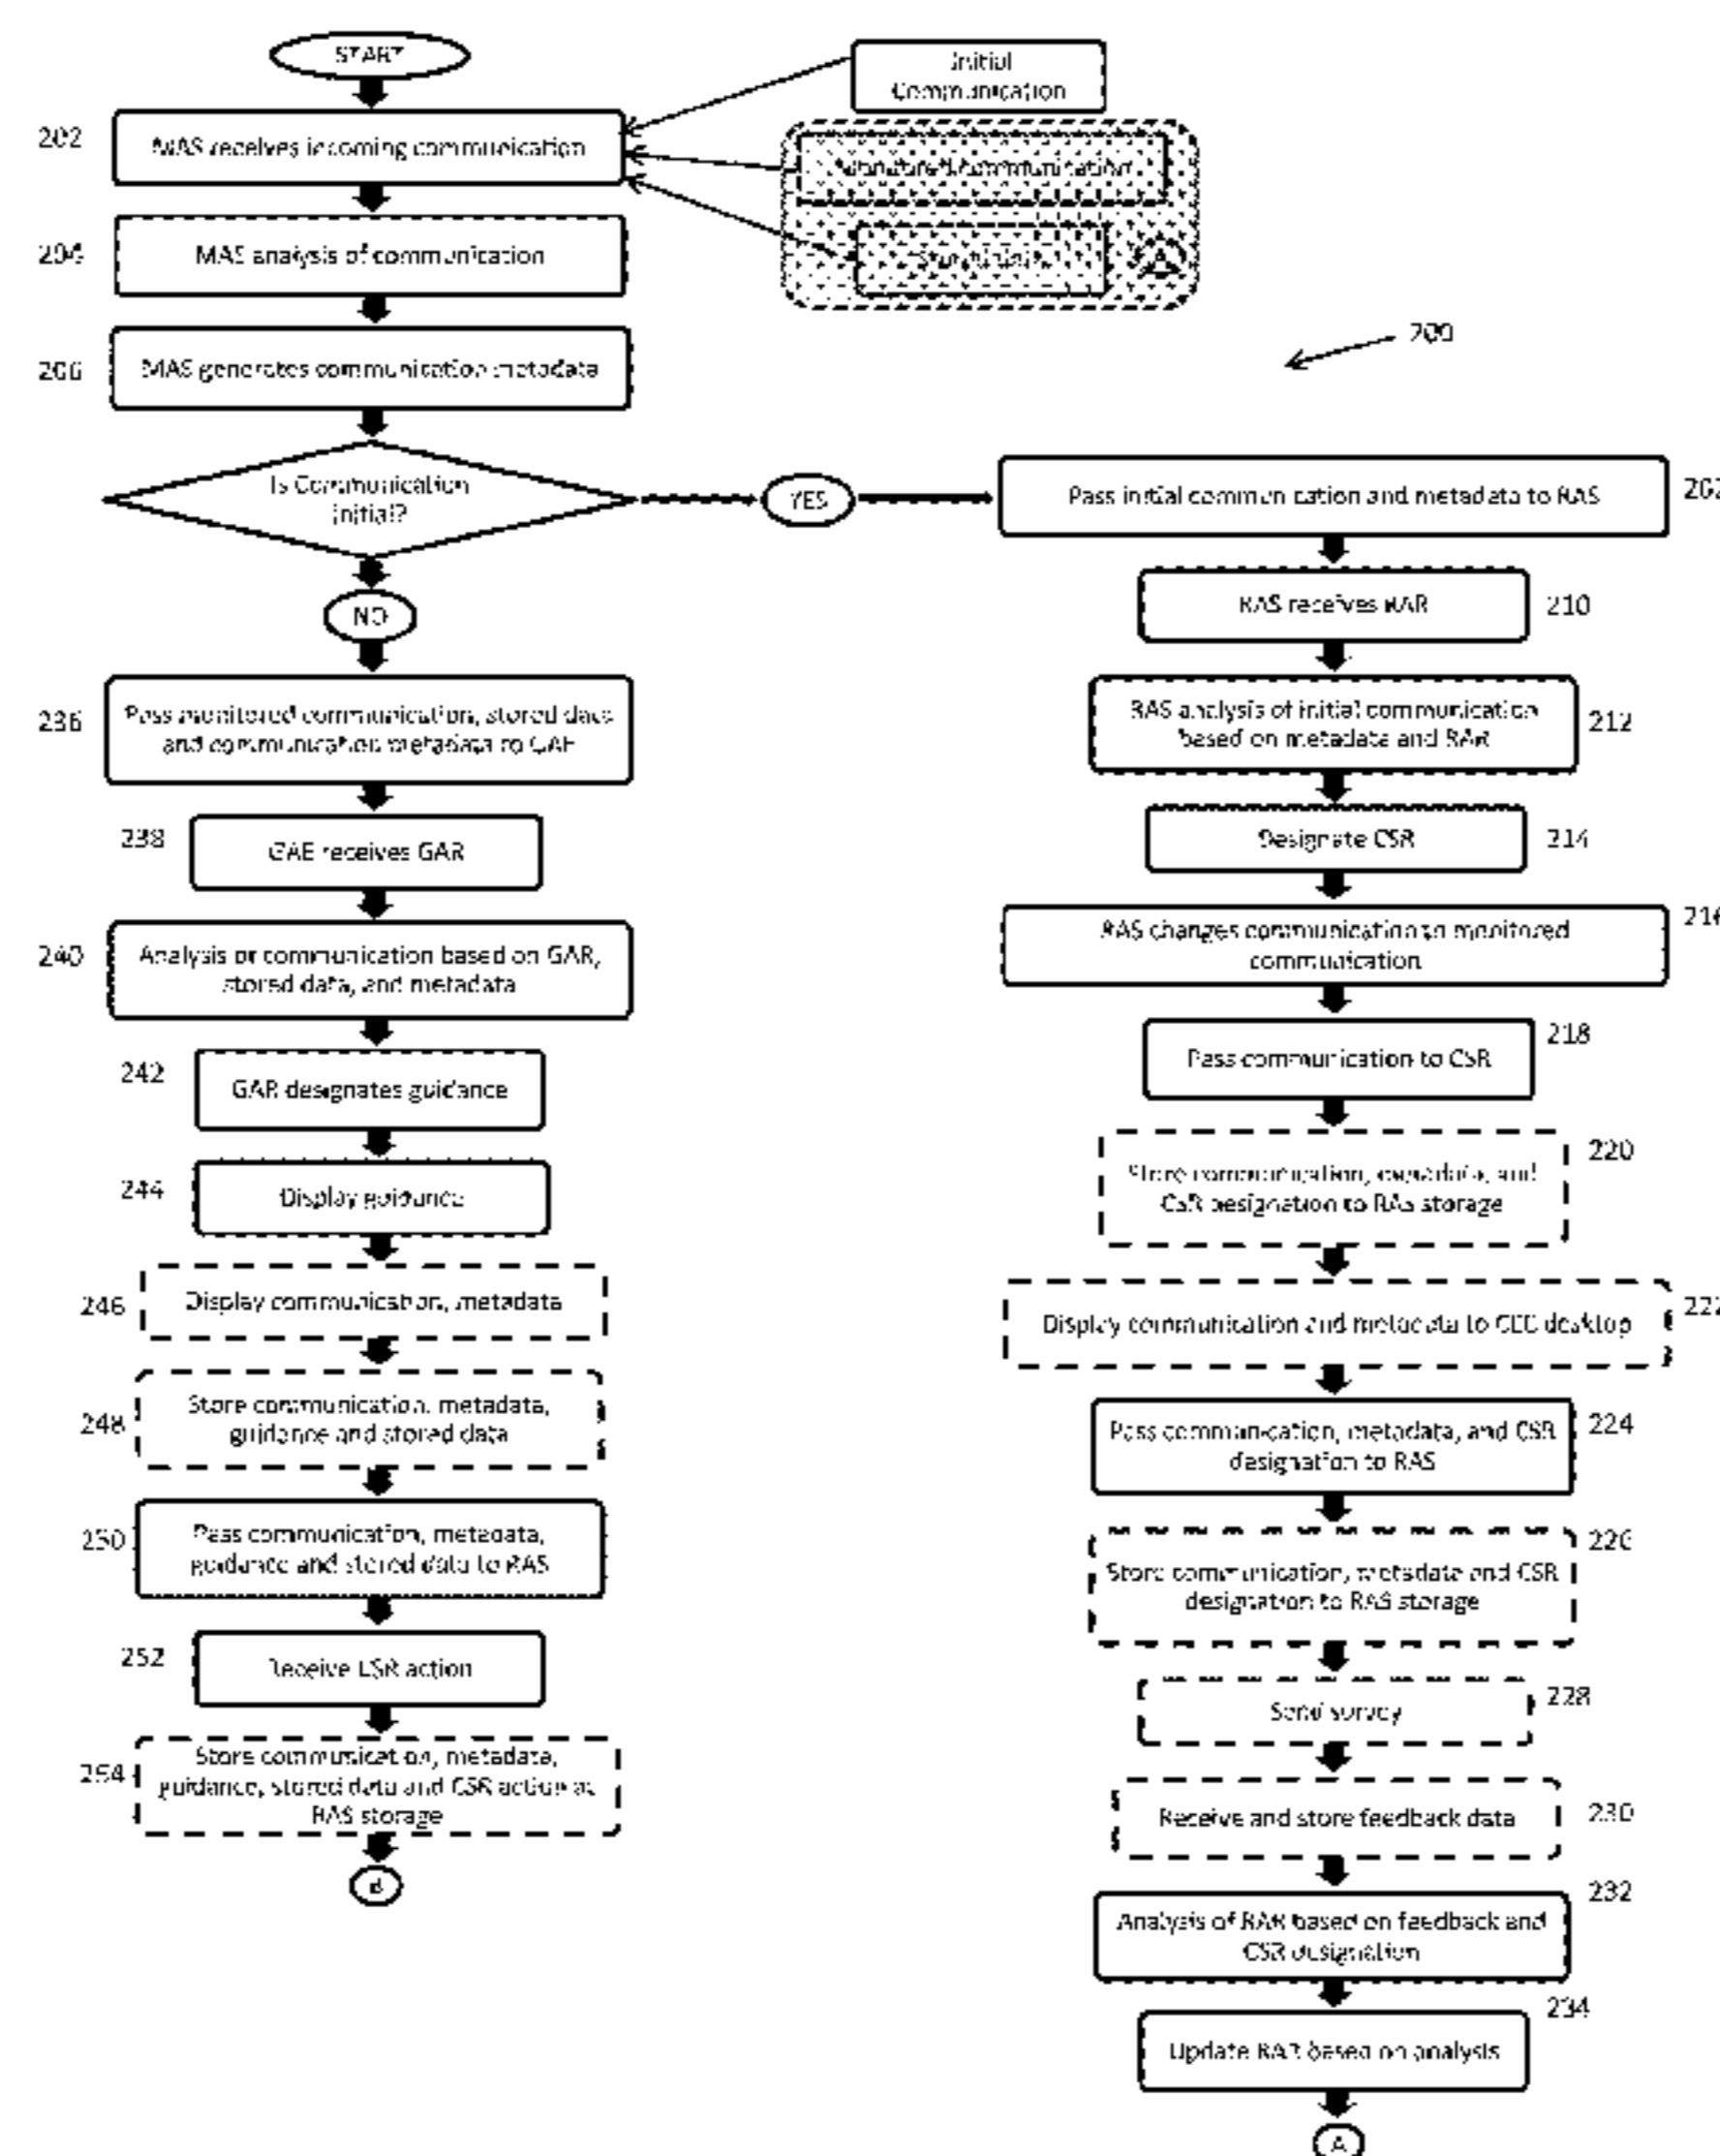 START
Initial
Communication
202
MAS receives incoming communication
Monitored Communication
204
MAS analysis of communication
A
200
206
MAS generates communication metadata
Is Communication
initial?
YES
Pass initial communication and metadata to RAS
202
NO
RAS receives RAR
210
236
Pass monitored communication, stored data
and communication metadata to GAE
RAS analysis of initial communication
based on metadata and RAR
212
238
GAE receives GAR
Designate CSR
214
240
Analysis of communication based on GAR,
stored data, and metadata
RAS changes communication to monitored
communication
216
242
GAR designates guidance
Pass communication to CSR
218
244
Display guidance
Store communication, metadata, and
CSR designation to RAS storage
220
246
Display communication, metadata
Display communication and metadata to CEC desktop
222
248
Store communication, metadata,
guidance and stored data
Pass communication, metadata, and CSR
designation to RAS
224
250
Pass communication, metadata,
guidance and stored data to RAS
Store communication, metadata and CSR
designation to RAS storage
226
252
Receive CSR action
Send survey
228
254
Store communication, metadata,
guidance, stored data and CSR action at
RAS storage
Receive and store feedback data
230
B
Analysis of RAR based on feedback and
CSR designation
232
Update RAR based on analysis
234
A